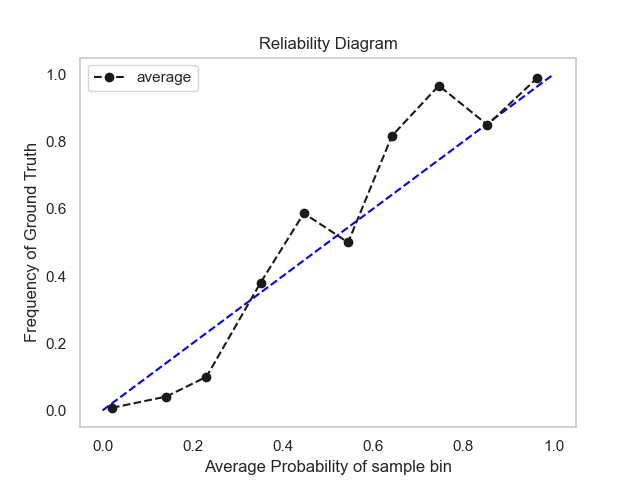 Reliability Diagram
average
Frequency of Ground Truth
1.0
0.8
0.6
0.4
0.2
0.0
0.0 0.2 0.4 0.6 0.8 1.0
Average Probability of sample bin